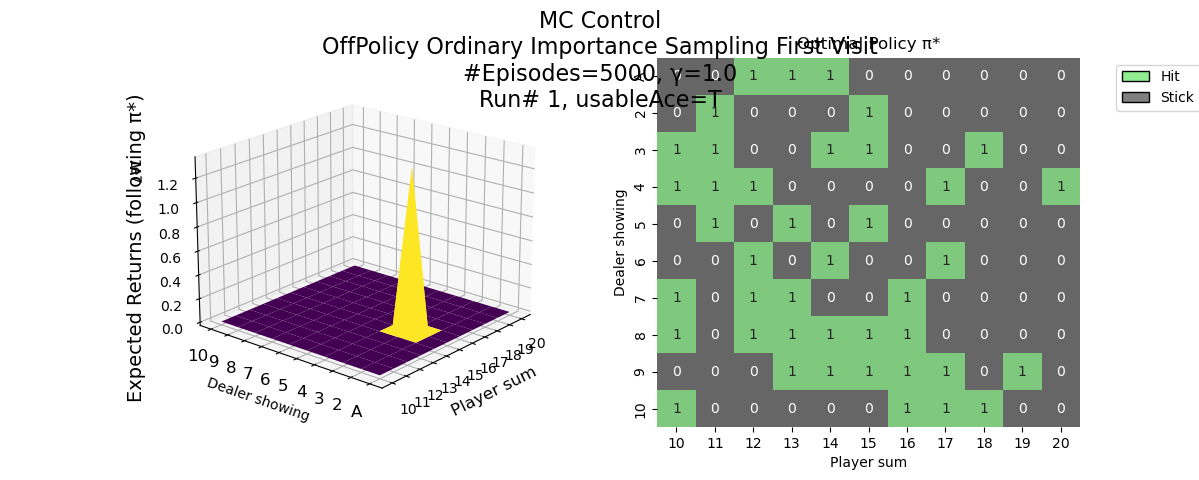 MC Control
OffPolicy Ordinary Importance Sampling First Visit
#Episodes=5000, γ=1.0
Run# 1, usableAce=T
Expected Returns (following π*)
1.2
1.0
0.8
0.6
0.4
0.2
0.0
10 9 8 7 6 5 4 3 2 A
Dealer showing
10 11 12 13 14 15 16 17 18 19 20
Player sum
Optimal Policy π*
Dealer showing
0 0 1 1 1 0 0 0 0 0 0
2 0 1 0 0 0 1 0 0 0 0 0
3 1 1 0 0 1 1 0 0 1 0 0
4 1 1 1 0 0 0 0 1 0 0 1
5 0 1 0 1 0 1 0 0 0 0 0
6 0 0 1 0 1 0 0 1 0 0 0
7 1 0 1 1 0 0 1 0 0 0 0
8 1 0 1 1 1 1 1 0 0 0 0
9 0 0 0 1 1 1 1 1 0 1 0
10 1 0 0 0 0 0 1 1 1 0 0
10 11 12 13 14 15 16 17 18 19 20
Player sum
Hit
Stick